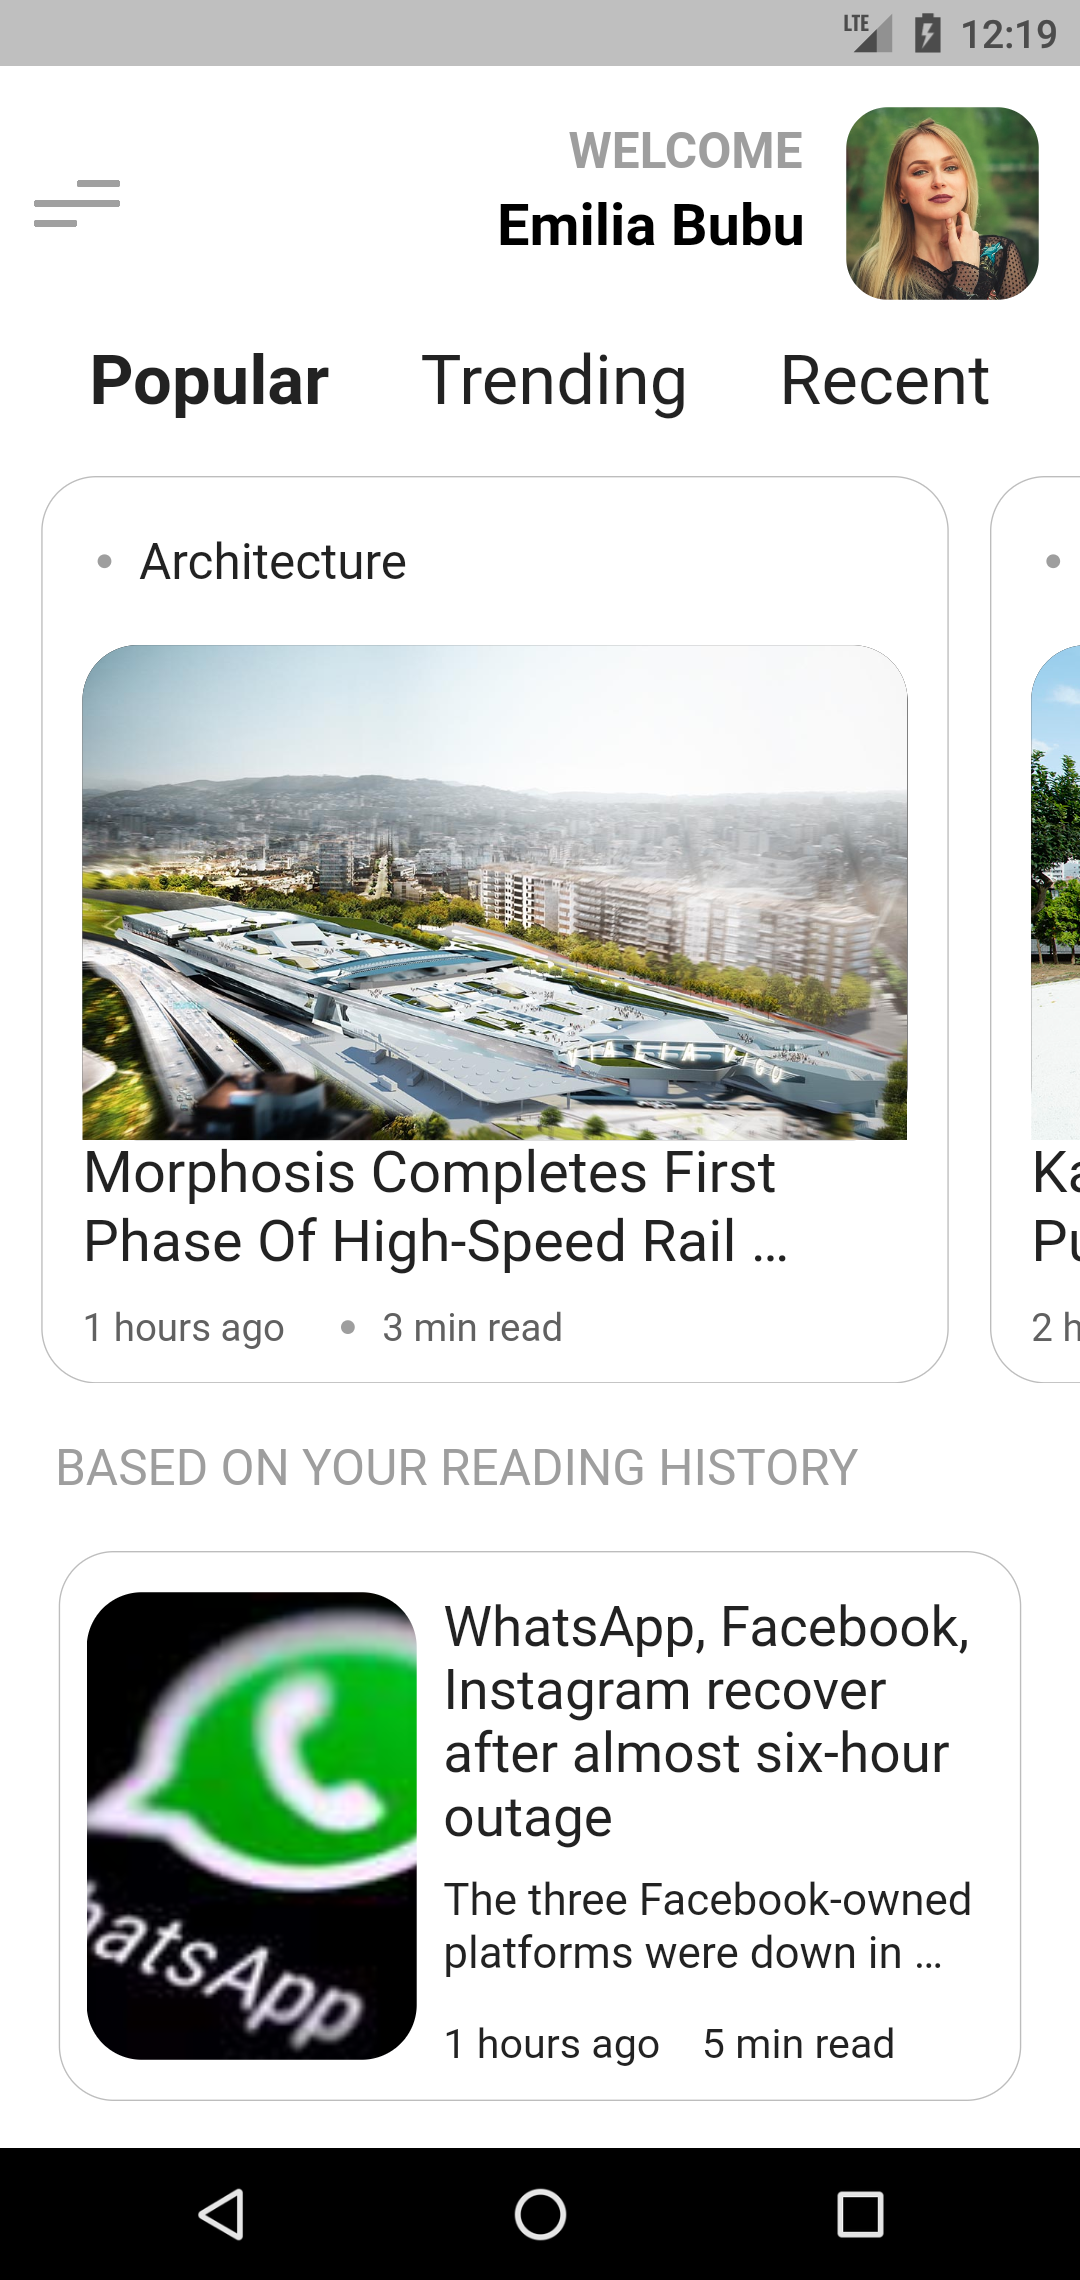 LTE 12:19
WELCOME
Emilia Bubu
Popular Trending Recent
Architecture
VIALIA VIGO
Morphosis Completes First
Phase Of High-Speed Rail ...
1 hours ago • 3 min read
Ka
Pu
2 h
BASED ON YOUR READING HISTORY
hatsApp
WhatsApp, Facebook,
Instagram recover
after almost six-hour
outage
The three Facebook-owned
platforms were down in ...
1 hours ago 5 min read